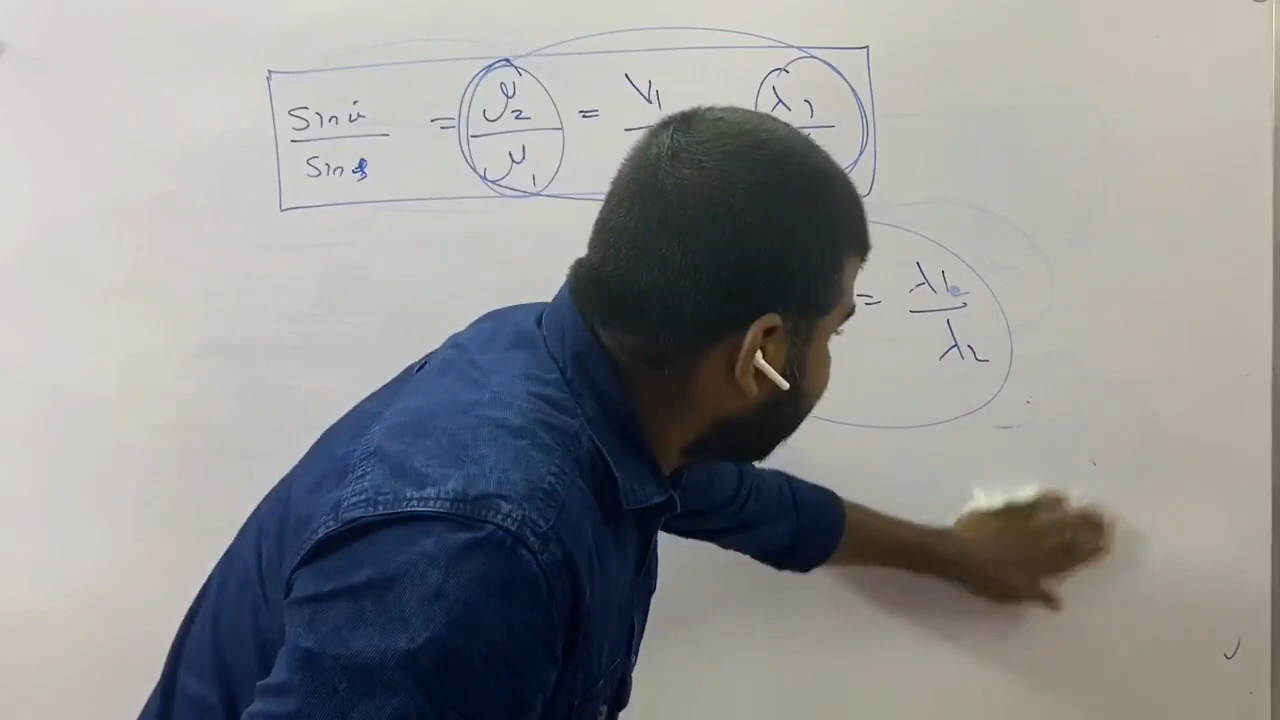 sin i / sin r = μ2 / μ1 = V1 / λ1
= λ1 / λ2